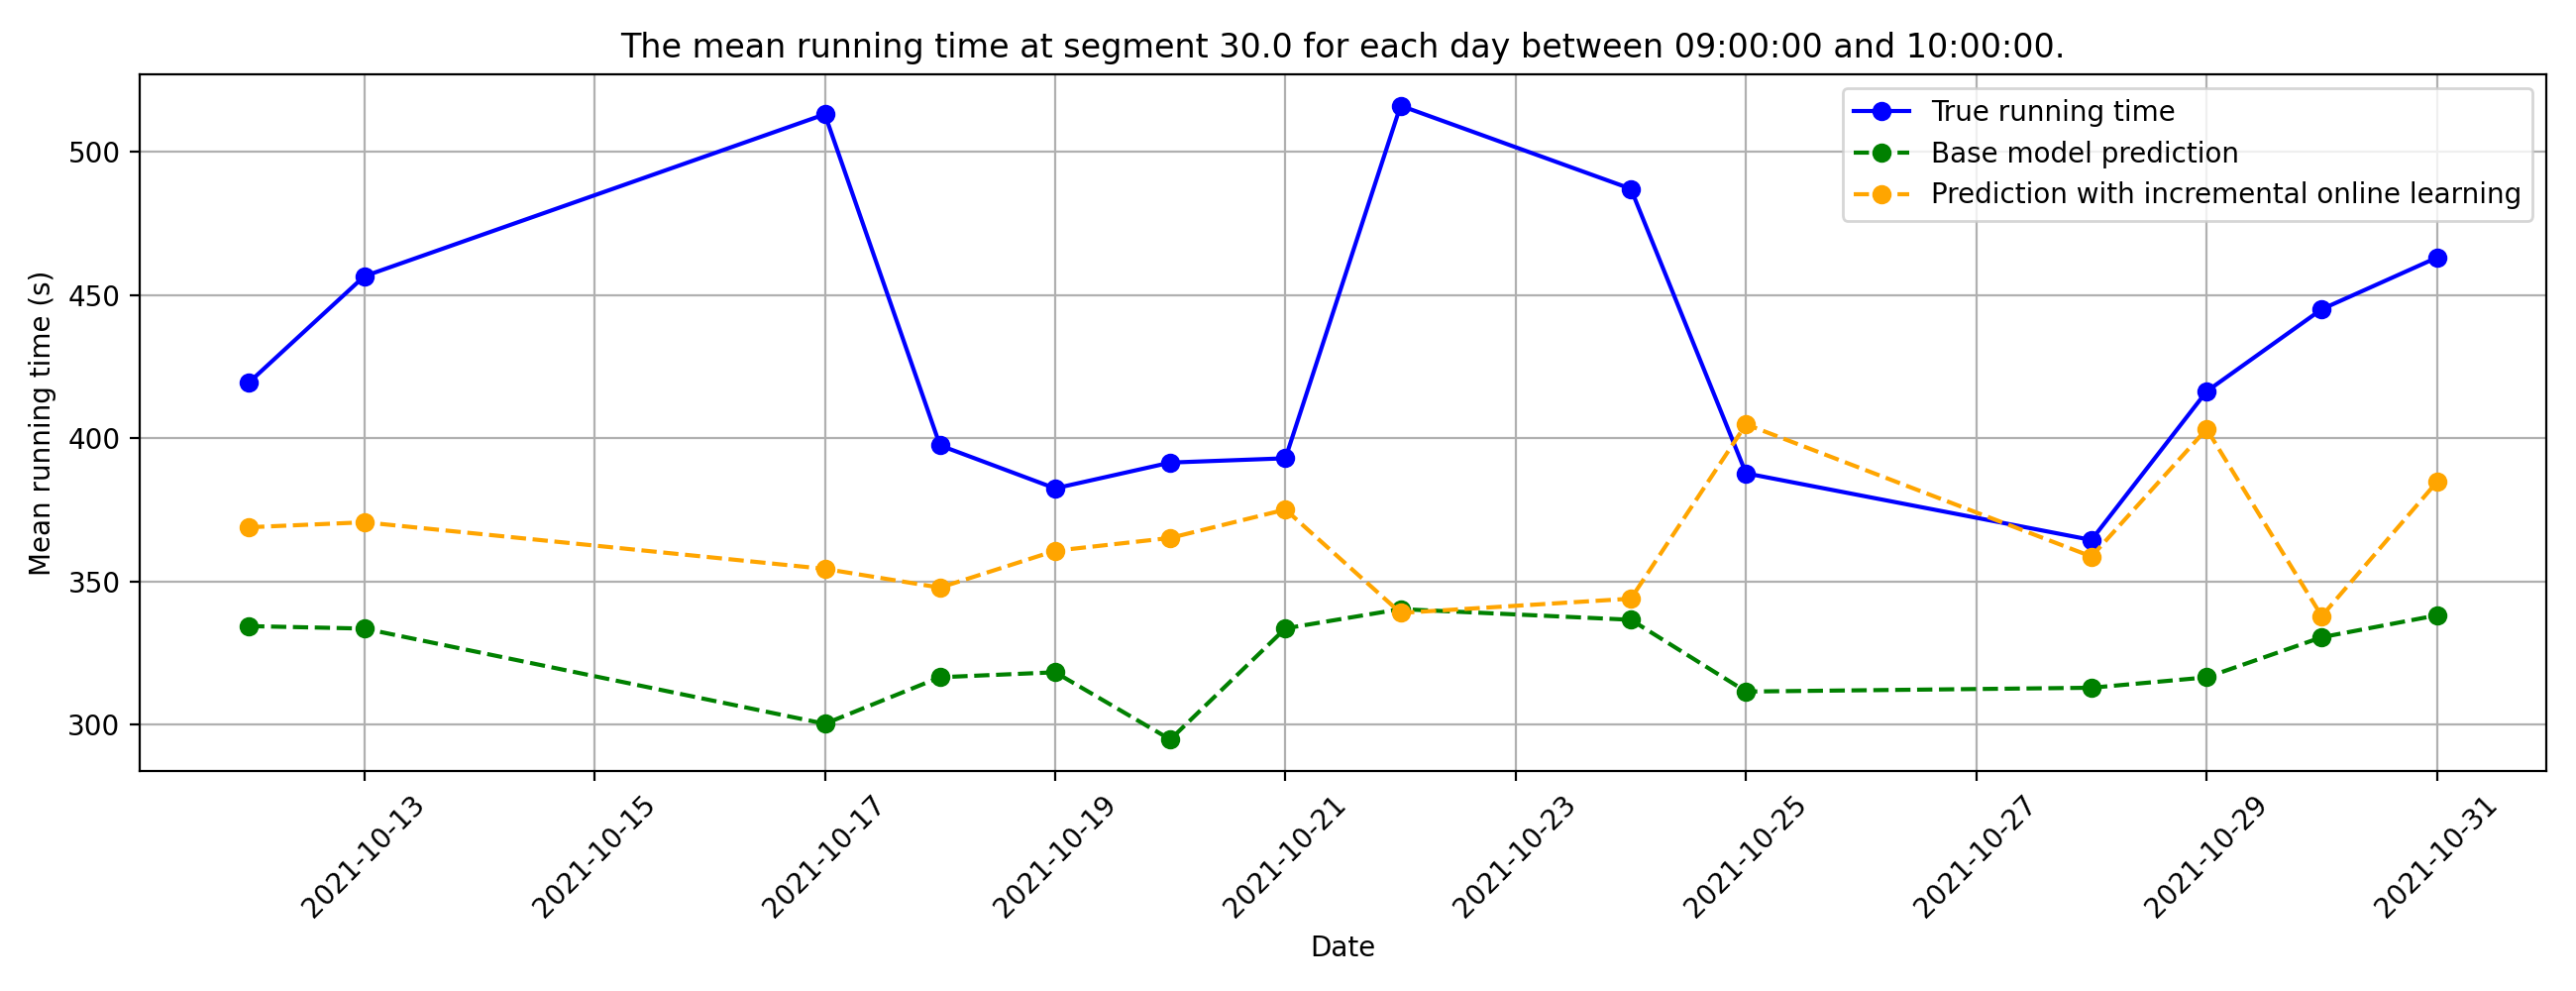 The mean running time at segment 30.0 for each day between 09:00:00 and 10:00:00.
True running time
Base model prediction
Prediction with incremental online learning
Mean running time (s)
500
450
400
350
300
2021-10-13
2021-10-15
2021-10-17
2021-10-19
2021-10-21
2021-10-23
2021-10-25
2021-10-27
2021-10-29
2021-10-31
Date